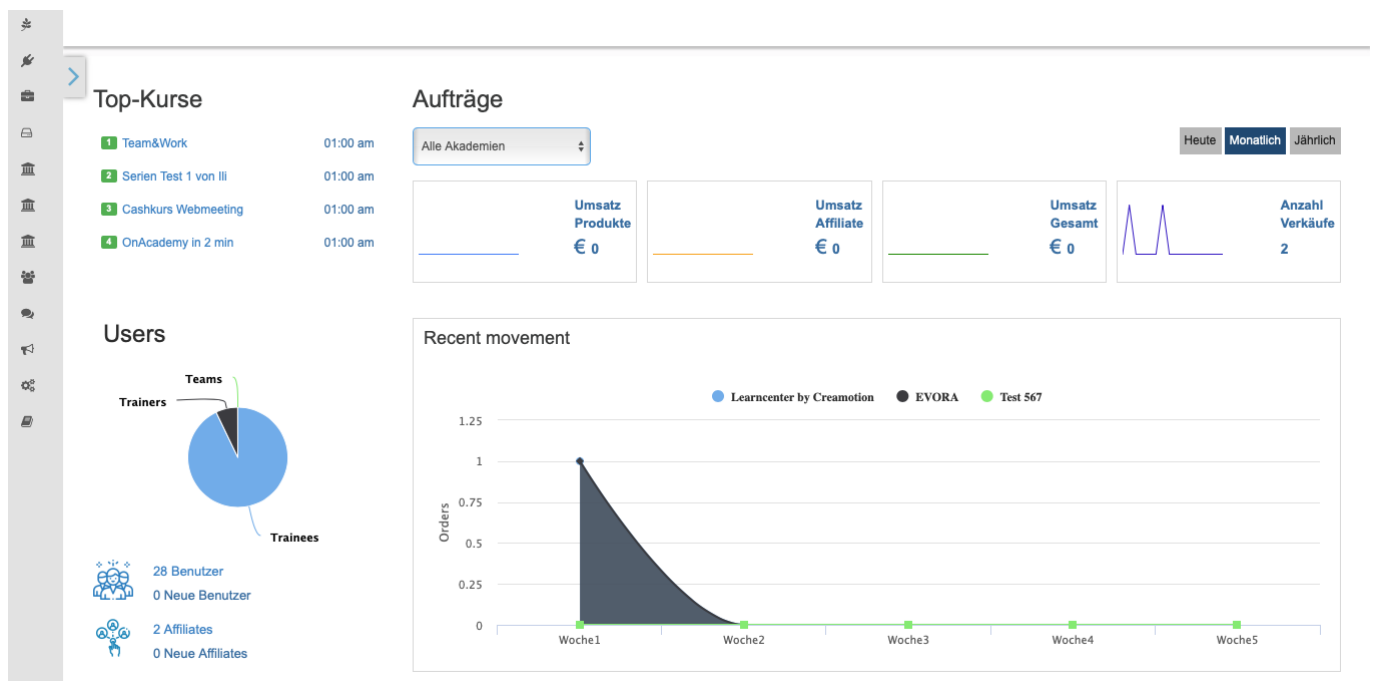 Top-Kurse
1 Team&Work 01:00 am
2 Serien Test 1 von Ili 01:00 am
3 Cashkurs Webmeeting 01:00 am
4 OnAcademy in 2 min 01:00 am
Aufträge
Alle Akademien
Heute Monatlich Jährlich
Umsatz
Produkte
€ 0
Umsatz
Affiliate
€ 0
Umsatz
Gesamt
€ 0
Anzahl
Verkäufe
2
Users
Teams
Trainers
Trainees
28 Benutzer
0 Neue Benutzer
2 Affiliates
0 Neue Affiliates
Recent movement
Learncenter by Creamotion EVORA Test 567
Orders
1.25
1
0.75
0.5
0.25
0
Woche1 Woche2 Woche3 Woche4 Woche5